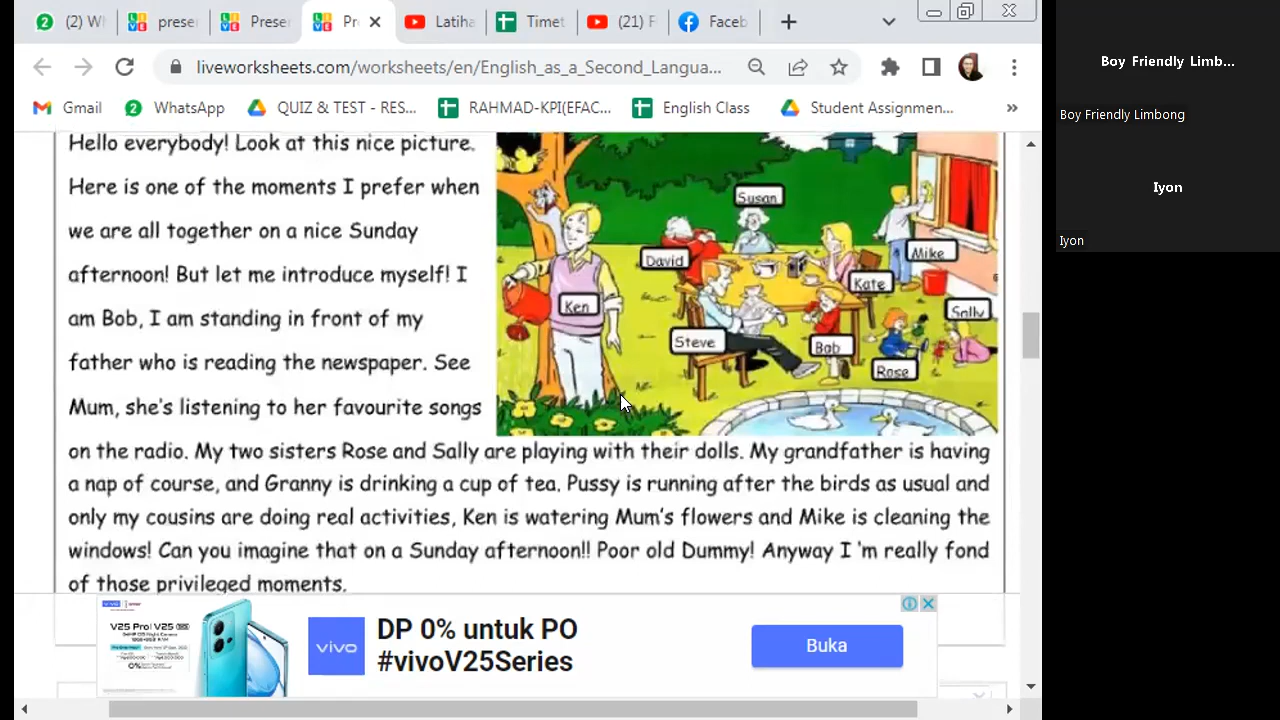 (2) Wh
preser
Preser
Pr
Latiha
Timet
(21) F
Faceb
liveworksheets.com/worksheets/en/English_as_a_Second_Langua...
Gmail
WhatsApp
QUIZ & TEST - RES...
RAHMAD-KPI(EFAC...
English Class
Student Assignmen...
Hello everybody! Look at this nice picture.
Here is one of the moments I prefer when
we are all together on a nice Sunday
afternoon! But let me introduce myself! I
am Bob, I am standing in front of my
father who is reading the newspaper. See
Mum, she's listening to her favourite songs
on the radio. My two sisters Rose and Sally are playing with their dolls. My grandfather is having
a nap of course, and Granny is drinking a cup of tea. Pussy is running after the birds as usual and
only my cousins are doing real activities, Ken is watering Mum's flowers and Mike is cleaning the
windows! Can you imagine that on a Sunday afternoon!! Poor old Dummy! Anyway I 'm really fond
of those privileged moments.
Susan
David
Mike
Kate
Ken
Sally
Steve
Bob
Rose
vivo
V25 Pro | V25
vivo
DP 0% untuk PO
#vivoV25Series
Buka
Boy Friendly Limb...
Boy Friendly Limbong
Iyon
Iyon